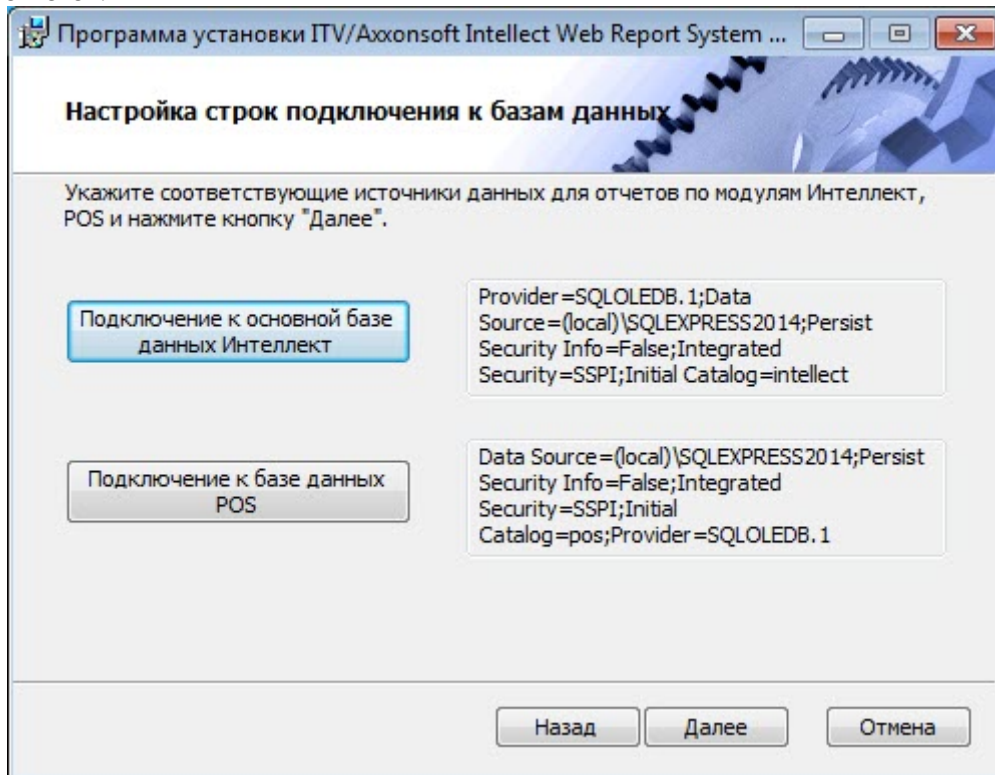 Программа установки ITV/Axxonsoft Intellect Web Report System ...
Настройка строк подключения к базам данных
Укажите соответствующие источники данных для отчетов по модулям Интеллект,
POS и нажмите кнопку "Далее".
Подключение к основной базе
данных Интеллект
Provider=SQLOLEDB.1;Data
Source=(local)\SQLEXPRESS2014;Persist
Security Info=False;Integrated
Security=SSPI;Initial Catalog=intellect
Подключение к базе данных
POS
Data Source=(local)\SQLEXPRESS2014;Persist
Security Info=False;Integrated
Security=SSPI;Initial
Catalog=pos;Provider=SQLOLEDB.1
Назад
Далее
Отмена